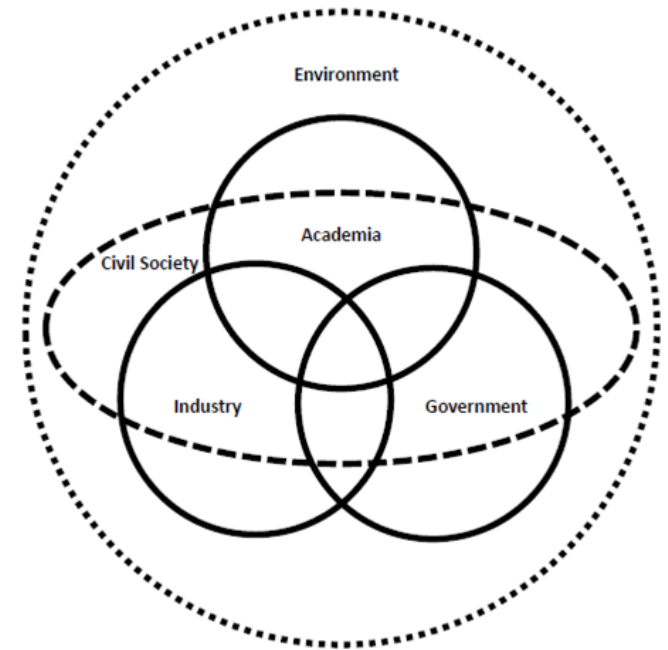 Environment
Academia
Civil Society
Industry
Government